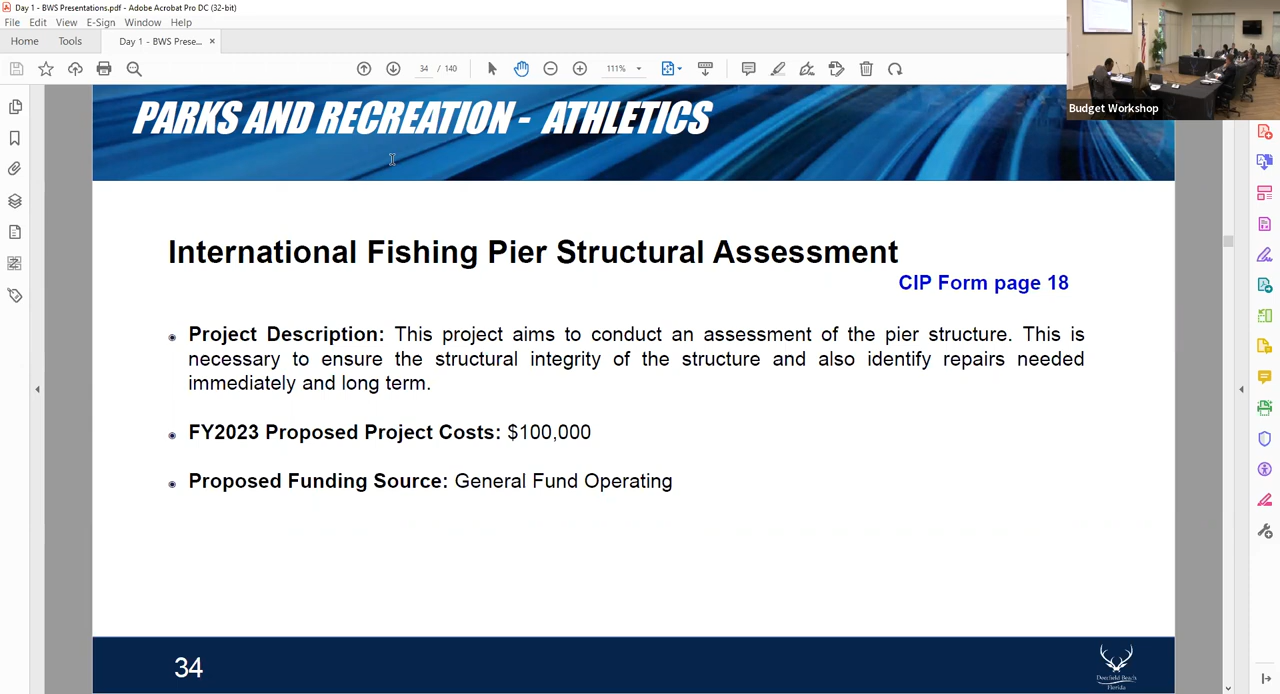 Day 1 - BWS Presentations.pdf - Adobe Acrobat Pro DC (32-bit)
File Edit View E-Sign Window Help
Home Tools Day 1 - BWS Prese... ×
34 / 140 111%
Budget Workshop
PARKS AND RECREATION - ATHLETICS
International Fishing Pier Structural Assessment
CIP Form page 18
Project Description: This project aims to conduct an assessment of the pier structure. This is
necessary to ensure the structural integrity of the structure and also identify repairs needed
immediately and long term.
FY2023 Proposed Project Costs: $100,000
Proposed Funding Source: General Fund Operating
34
Deerfield Beach
Florida